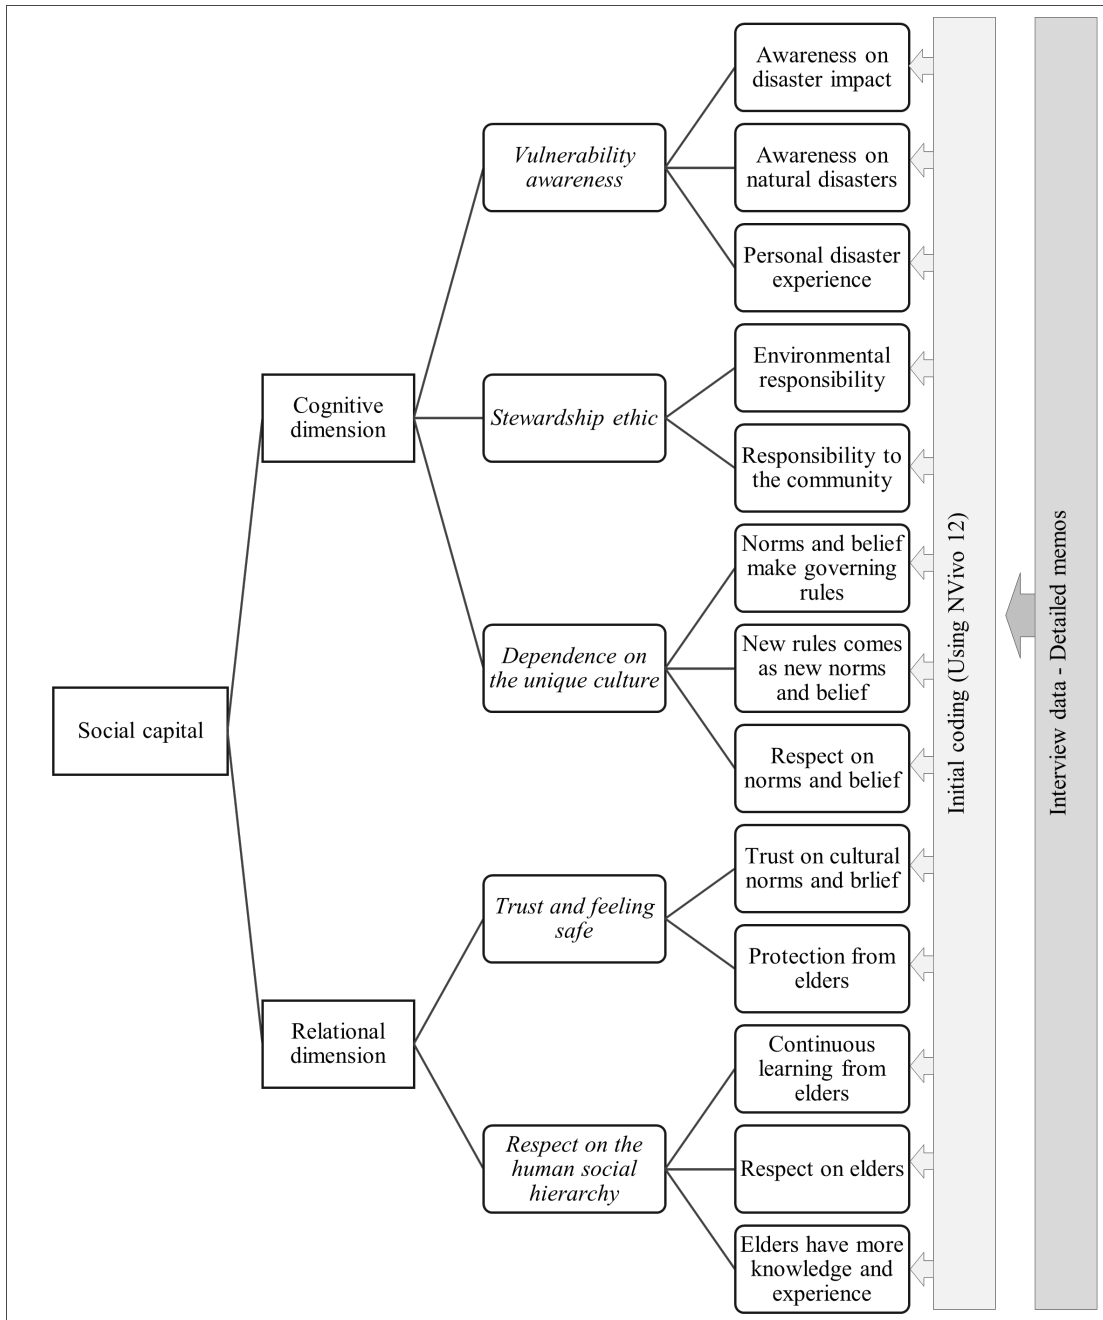 Awareness on
disaster impact
Vulnerability
awareness
Awareness on
natural disasters
Personal disaster
experience
Environmental
responsibility
Cognitive
dimension
Stewardship ethic
Responsibility to
the community
Norms and belief
make governing
rules
Dependence on
the unique culture
New rules comes
as new norms
and belief
Social capital
Respect on
norms and belief
Trust on cultural
norms and brlief
Trust and feeling
safe
Protection from
elders
Relational
dimension
Continuous
learning from
elders
Respect on the
human social
hierarchy
Respect on elders
Elders have more
knowledge and
experience
Initial coding (Using NVivo 12)
Interview data - Detailed memos